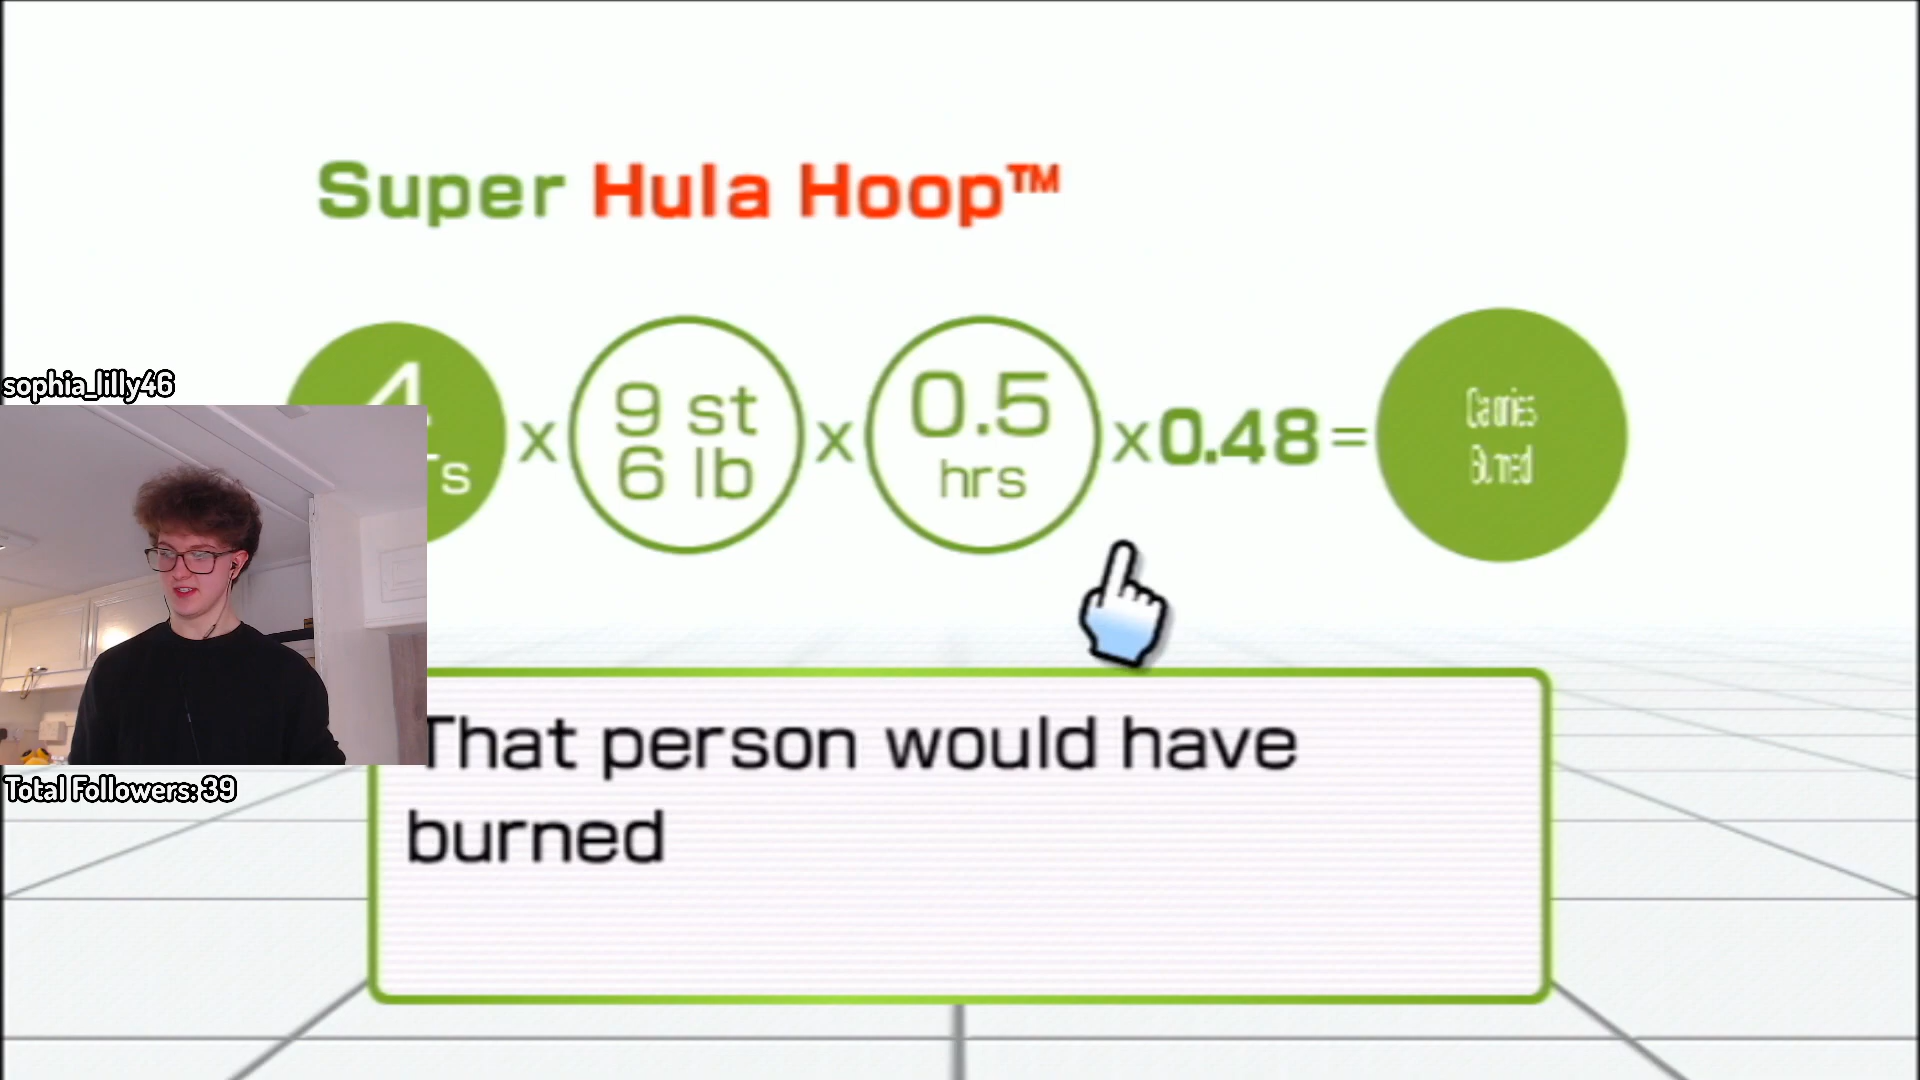 Super Hula Hoop™
sophia_lilly46
4
s
x
9 st
6 lb
x
0.5
hrs
x0.48=
Calories
Burned
Total Followers: 39
That person would have
burned